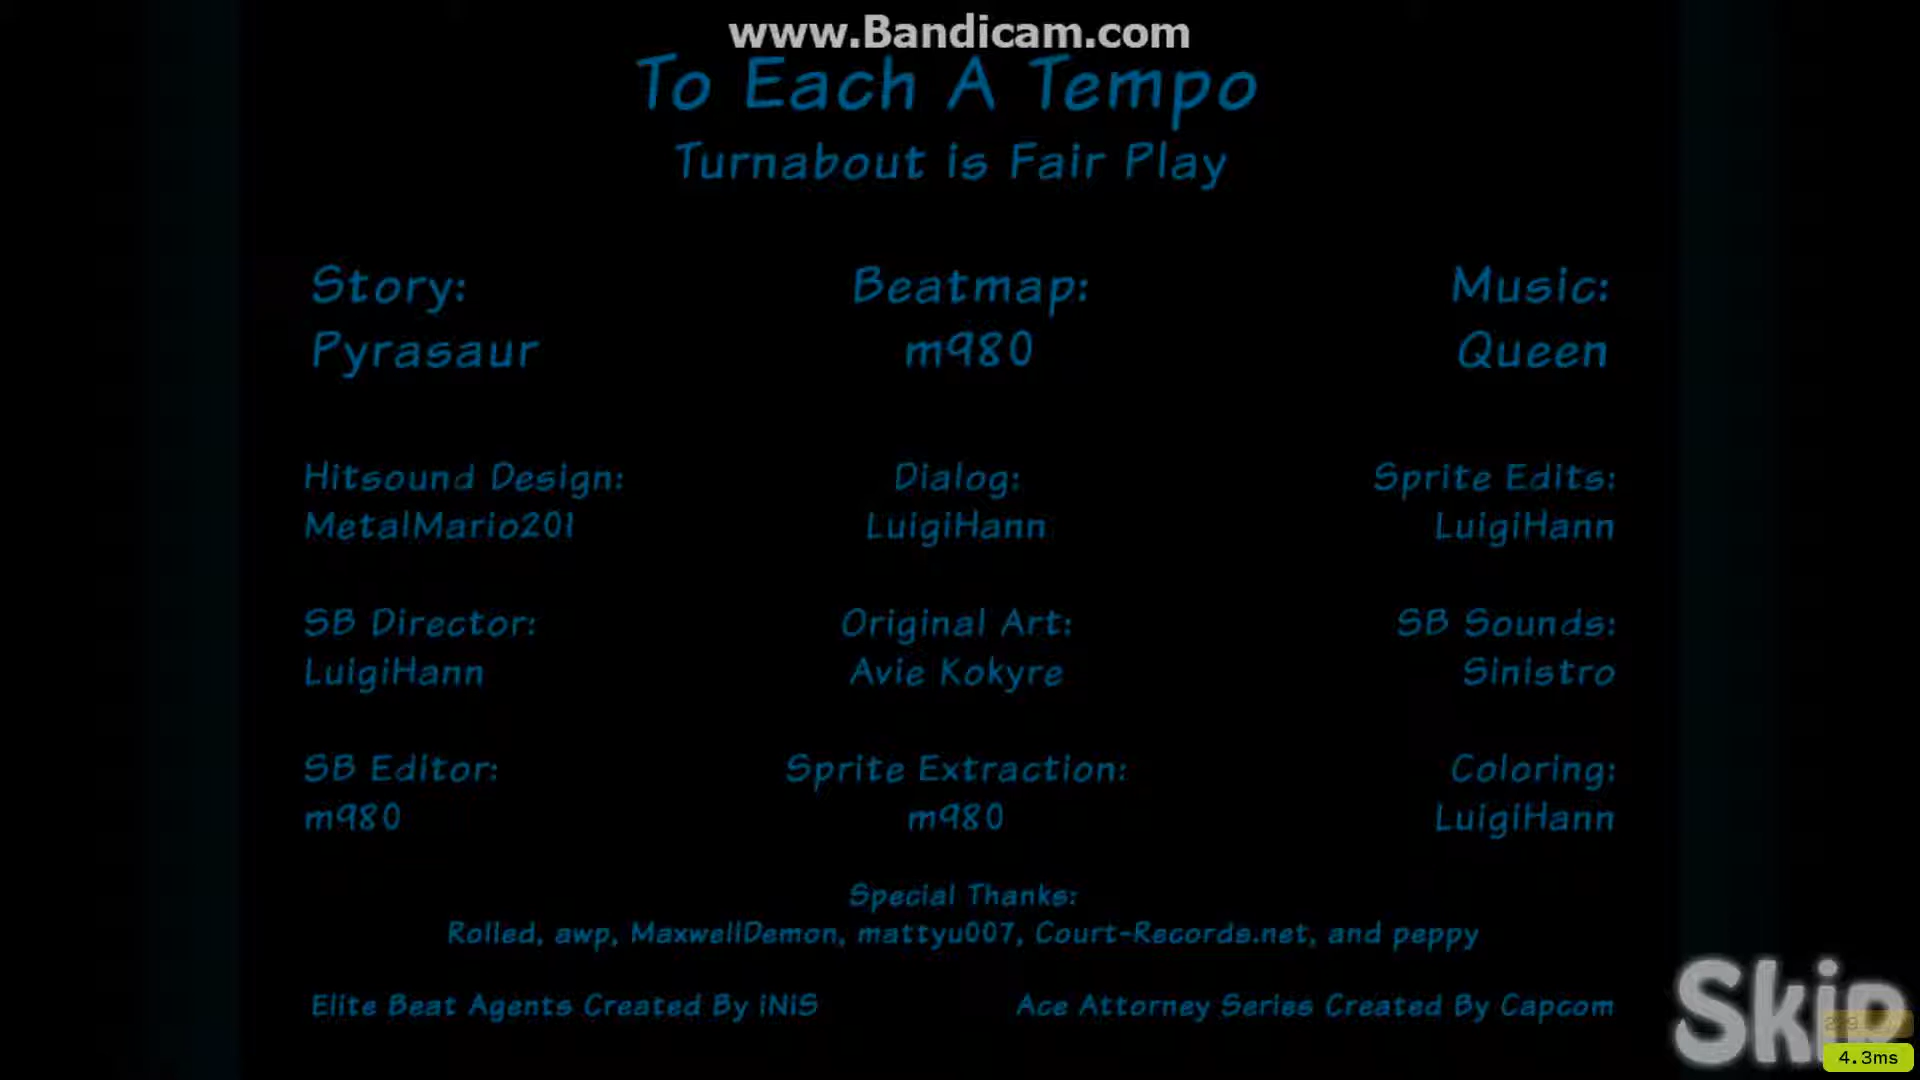 www.Bandicam.com
To Each A Tempo
Turnabout is Fair Play
Story: Beatmap: Music:
Pyrasaur m980 Queen
Hitsound Design: Dialog: Sprite Edits:
MetalMario201 LuigiHann LuigiHann
SB Director: Original Art: SB Sounds:
LuigiHann Avie Kokyre Sinistro
SB Editor: Sprite Extraction: Coloring:
m980 m980 LuigiHann
Special Thanks:
Rolled, awp, MaxwellDemon, mattyu007, Court-Records.net, and peppy
Elite Beat Agents Created By iNiS Ace Attorney Series Created By Capcom
Skip
4.3ms